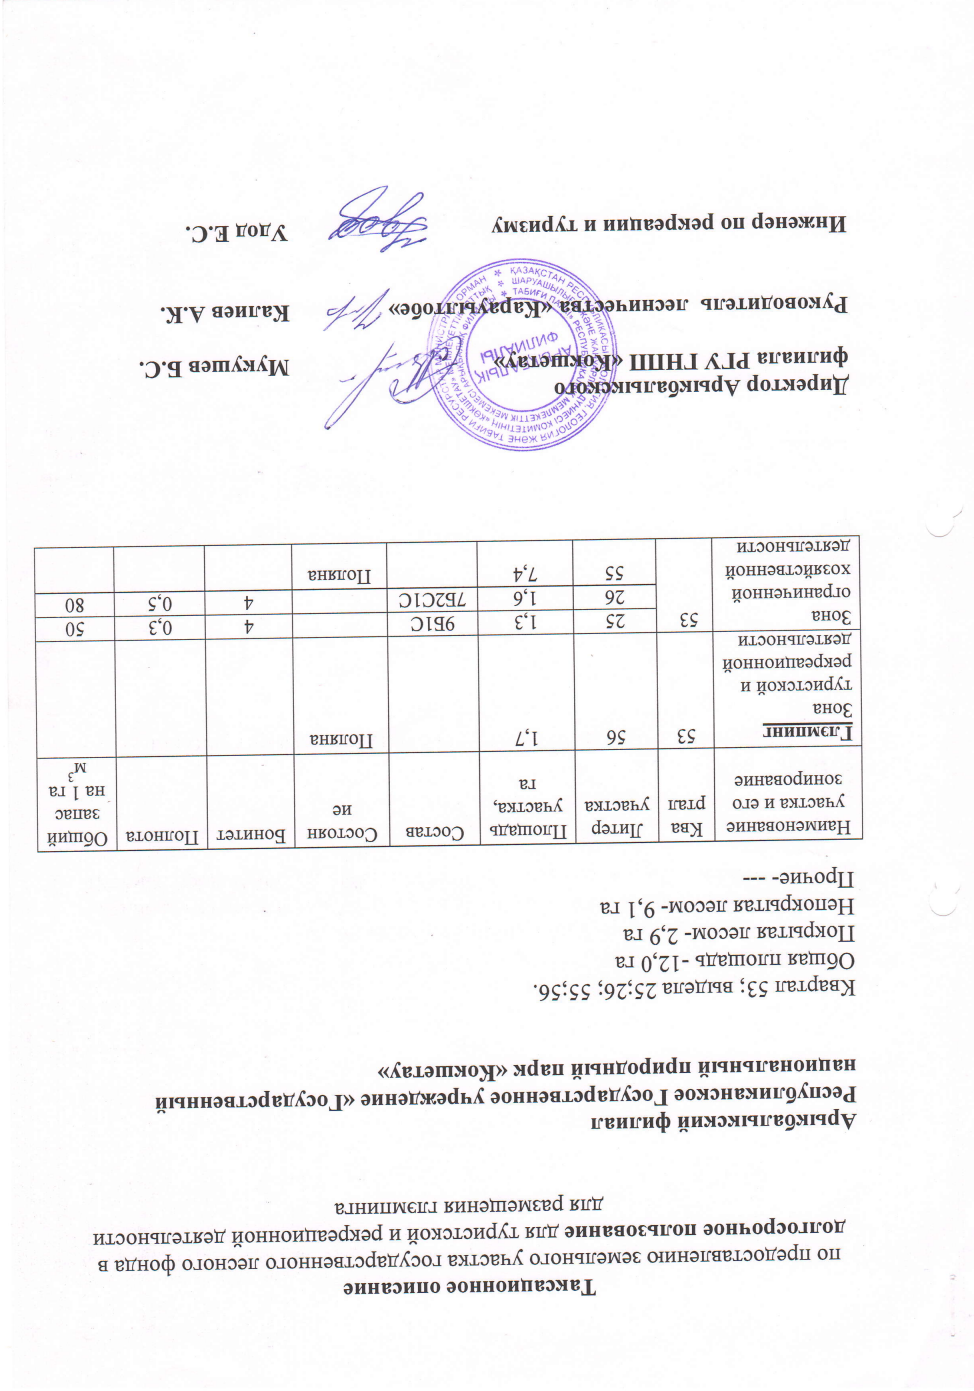 Таксационное описание
по предоставлению земельного участка государственного лесного фонда в
долгосрочное пользование для туристской и рекреационной деятельности
для размещения глэмпинга
Арыкбалыкский филиал
Республиканское Государственное учреждение «Государственный
национальный природный парк «Кокшетау»
Квартал 53; выдела 25;26; 55;56.
Общая площадь -12,0 га
Покрытая лесом- 2,9 га
Непокрытая лесом- 9,1 га
Прочие- ---
Наименование участка и его зонирование | Ква ртал | Литер участка | Площадь участка, га | Состав | Состоян ие | Бонитет | Полнота | Общий запас на 1 га м3
Глэмпинг Зона туристской и рекреационной деятельности | 53 | 56 | 1,7 | | Поляна | | |
Зона ограниченной хозяйственной деятельности | 53 | 25 | 1,3 | 9Б1С | | 4 | 0,3 | 50
26 | 1,6 | 7Б2С1С | | 4 | 0,5 | 80
55 | 7,4 | | Поляна | | |
Директор Арыкбалыкского
филиала РГУ ГНПП «Кокшетау» Мукушев Б.С.
Руководитель лесничества «Карауылтобе» Калиев А.К.
Инженер по рекреации и туризму Удод Е.С.
АРЫҚБАЛЫҚ
ФИЛИАЛЫ